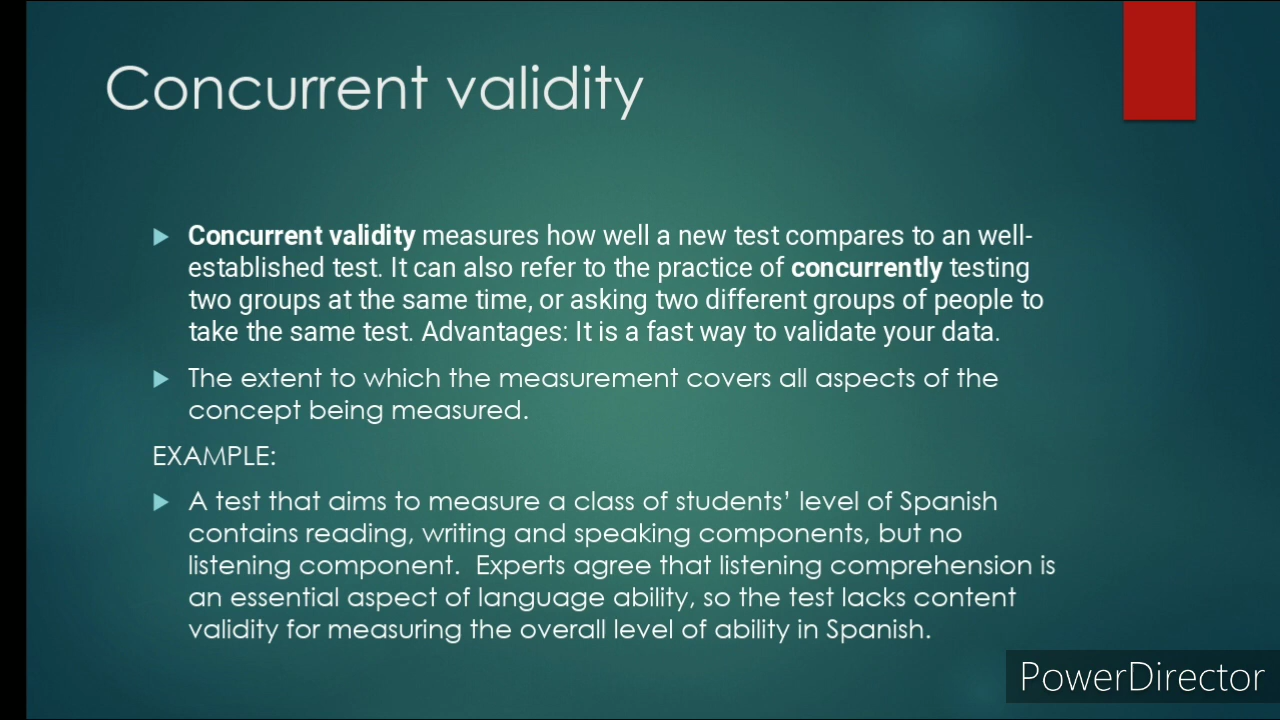 Concurrent validity
Concurrent validity measures how well a new test compares to an well-
established test. It can also refer to the practice of concurrently testing
two groups at the same time, or asking two different groups of people to
take the same test. Advantages: It is a fast way to validate your data.
The extent to which the measurement covers all aspects of the
concept being measured.
EXAMPLE:
A test that aims to measure a class of students’ level of Spanish
contains reading, writing and speaking components, but no
listening component.  Experts agree that listening comprehension is
an essential aspect of language ability, so the test lacks content
validity for measuring the overall level of ability in Spanish.
PowerDirector